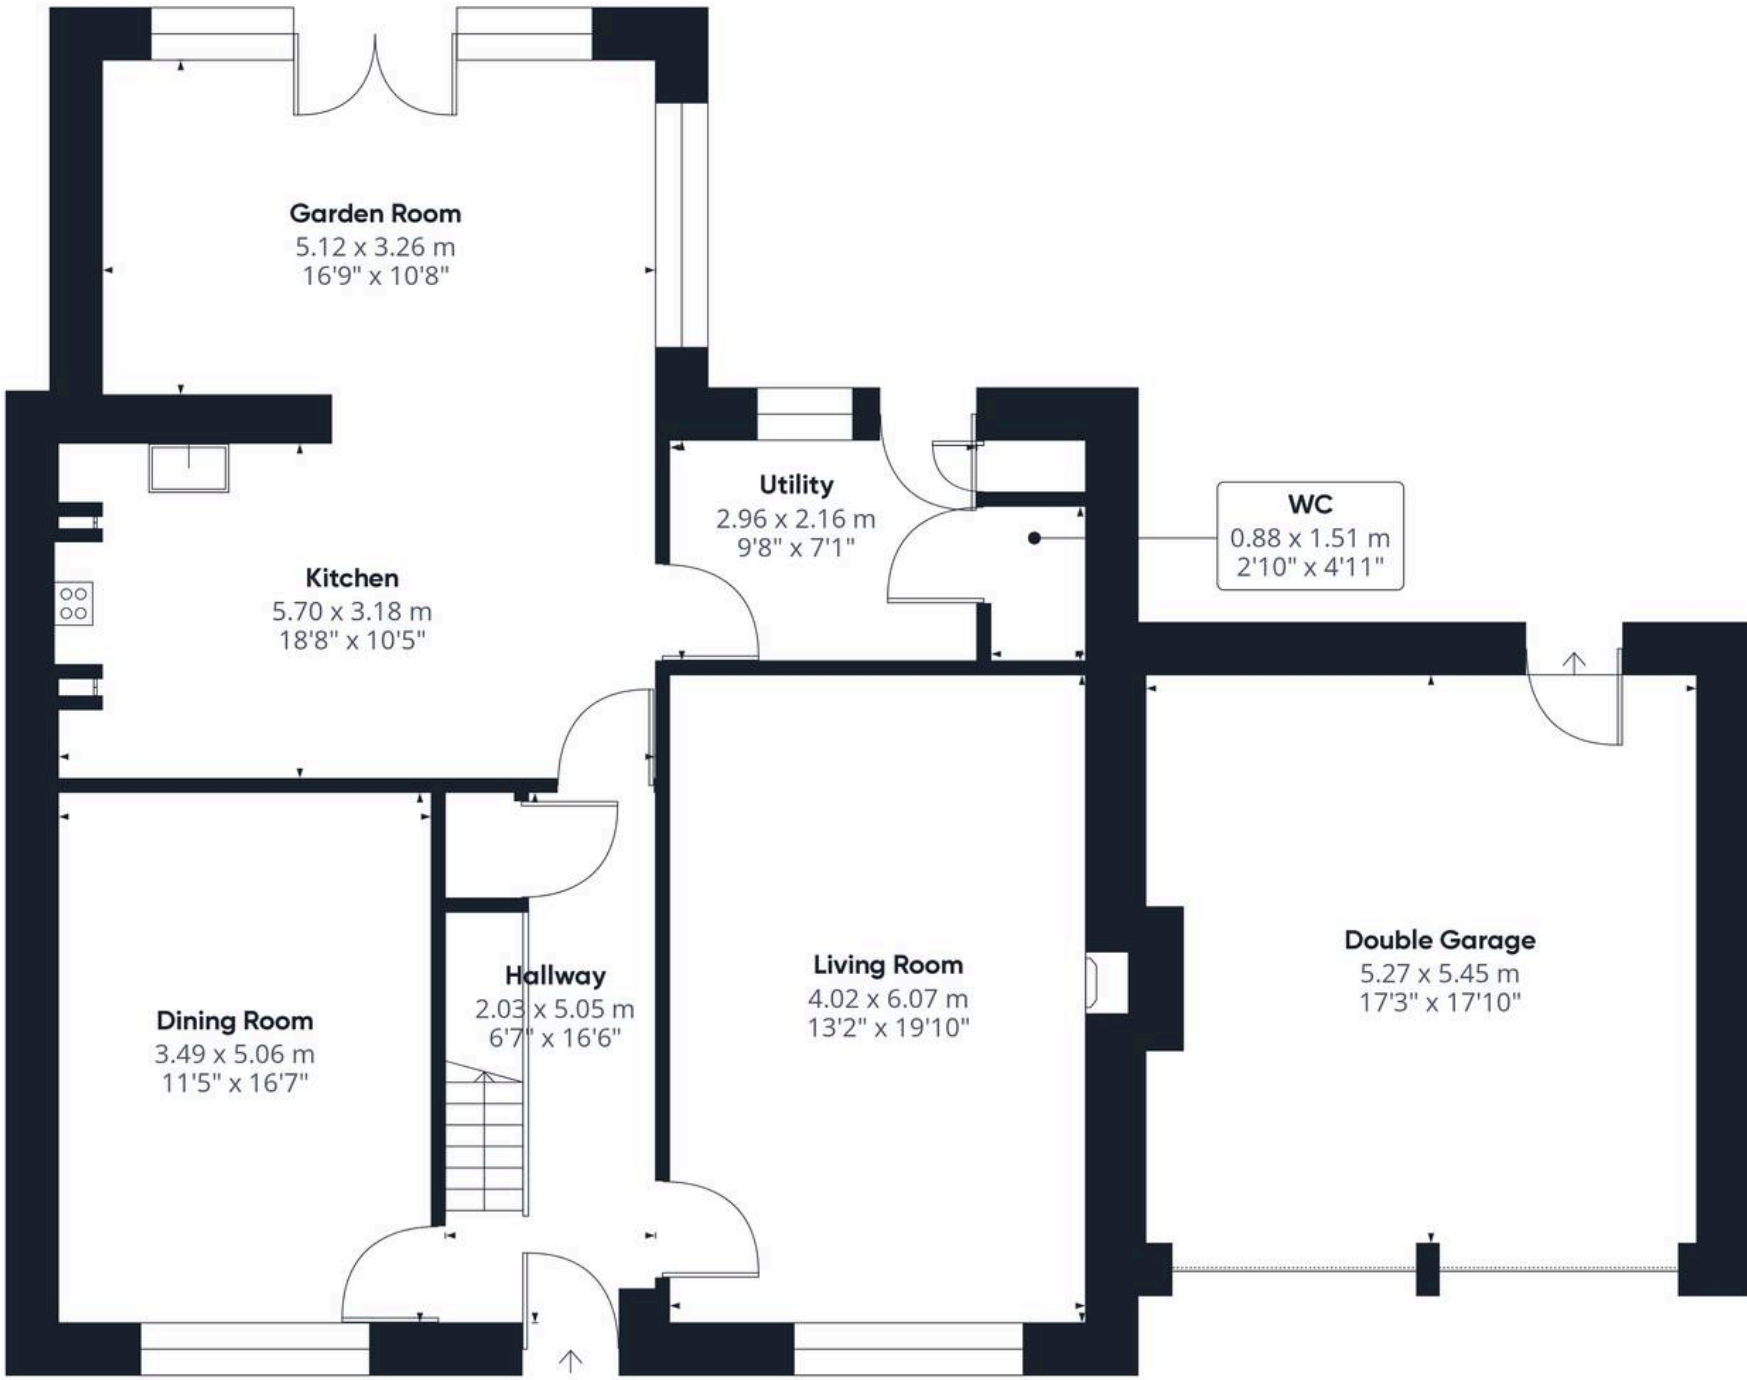 Garden Room
5.12 x 3.26 m
16'9" x 10'8"
Utility
2.96 x 2.16 m
9'8" x 7'1"
WC
0.88 x 1.51 m
2'10" x 4'11"
Kitchen
5.70 x 3.18 m
18'8" x 10'5"
Double Garage
5.27 x 5.45 m
17'3" x 17'10"
Living Room
4.02 x 6.07 m
13'2" x 19'10"
Hallway
2.03 x 5.05 m
6'7" x 16'6"
Dining Room
3.49 x 5.06 m
11'5" x 16'7"